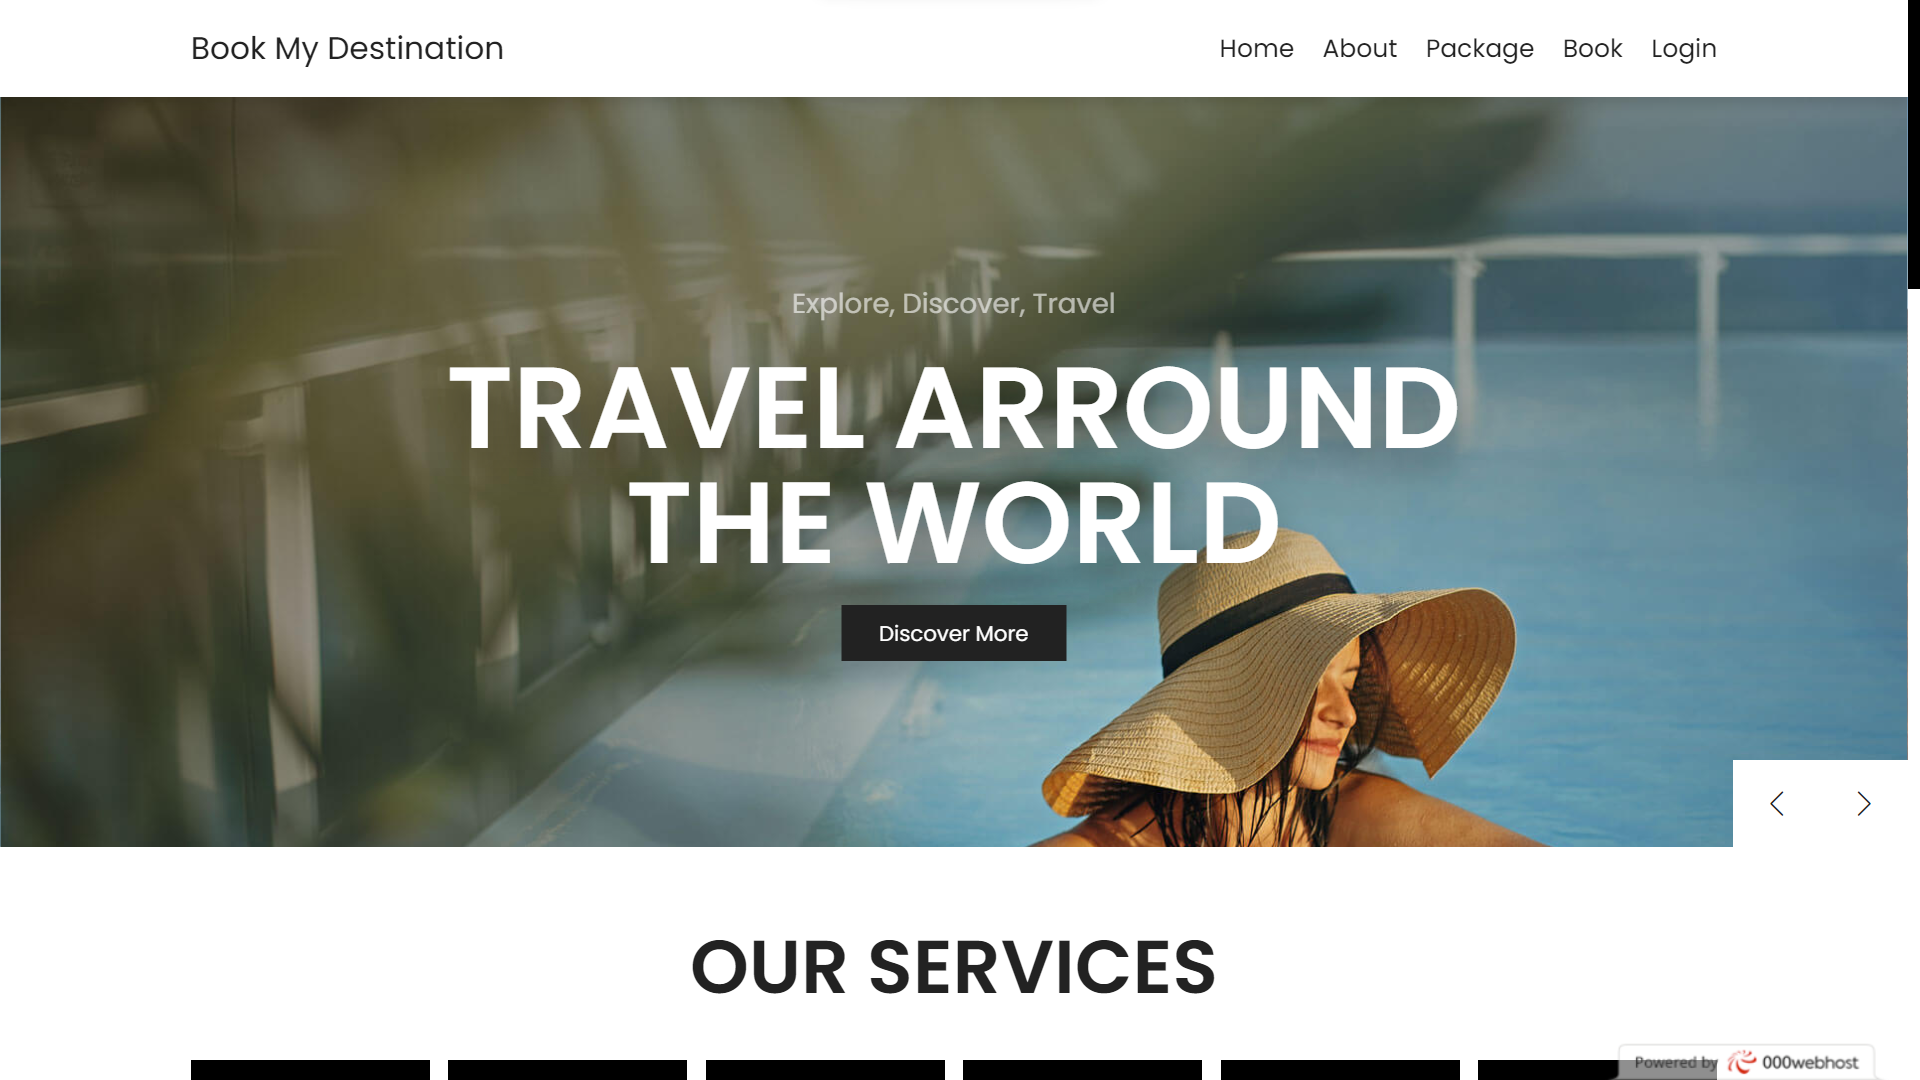 Book My Destination
Home About Package Book Login
Explore, Discover, Travel
TRAVEL ARROUND
THE WORLD
Discover More
OUR SERVICES
Powered by 000webhost